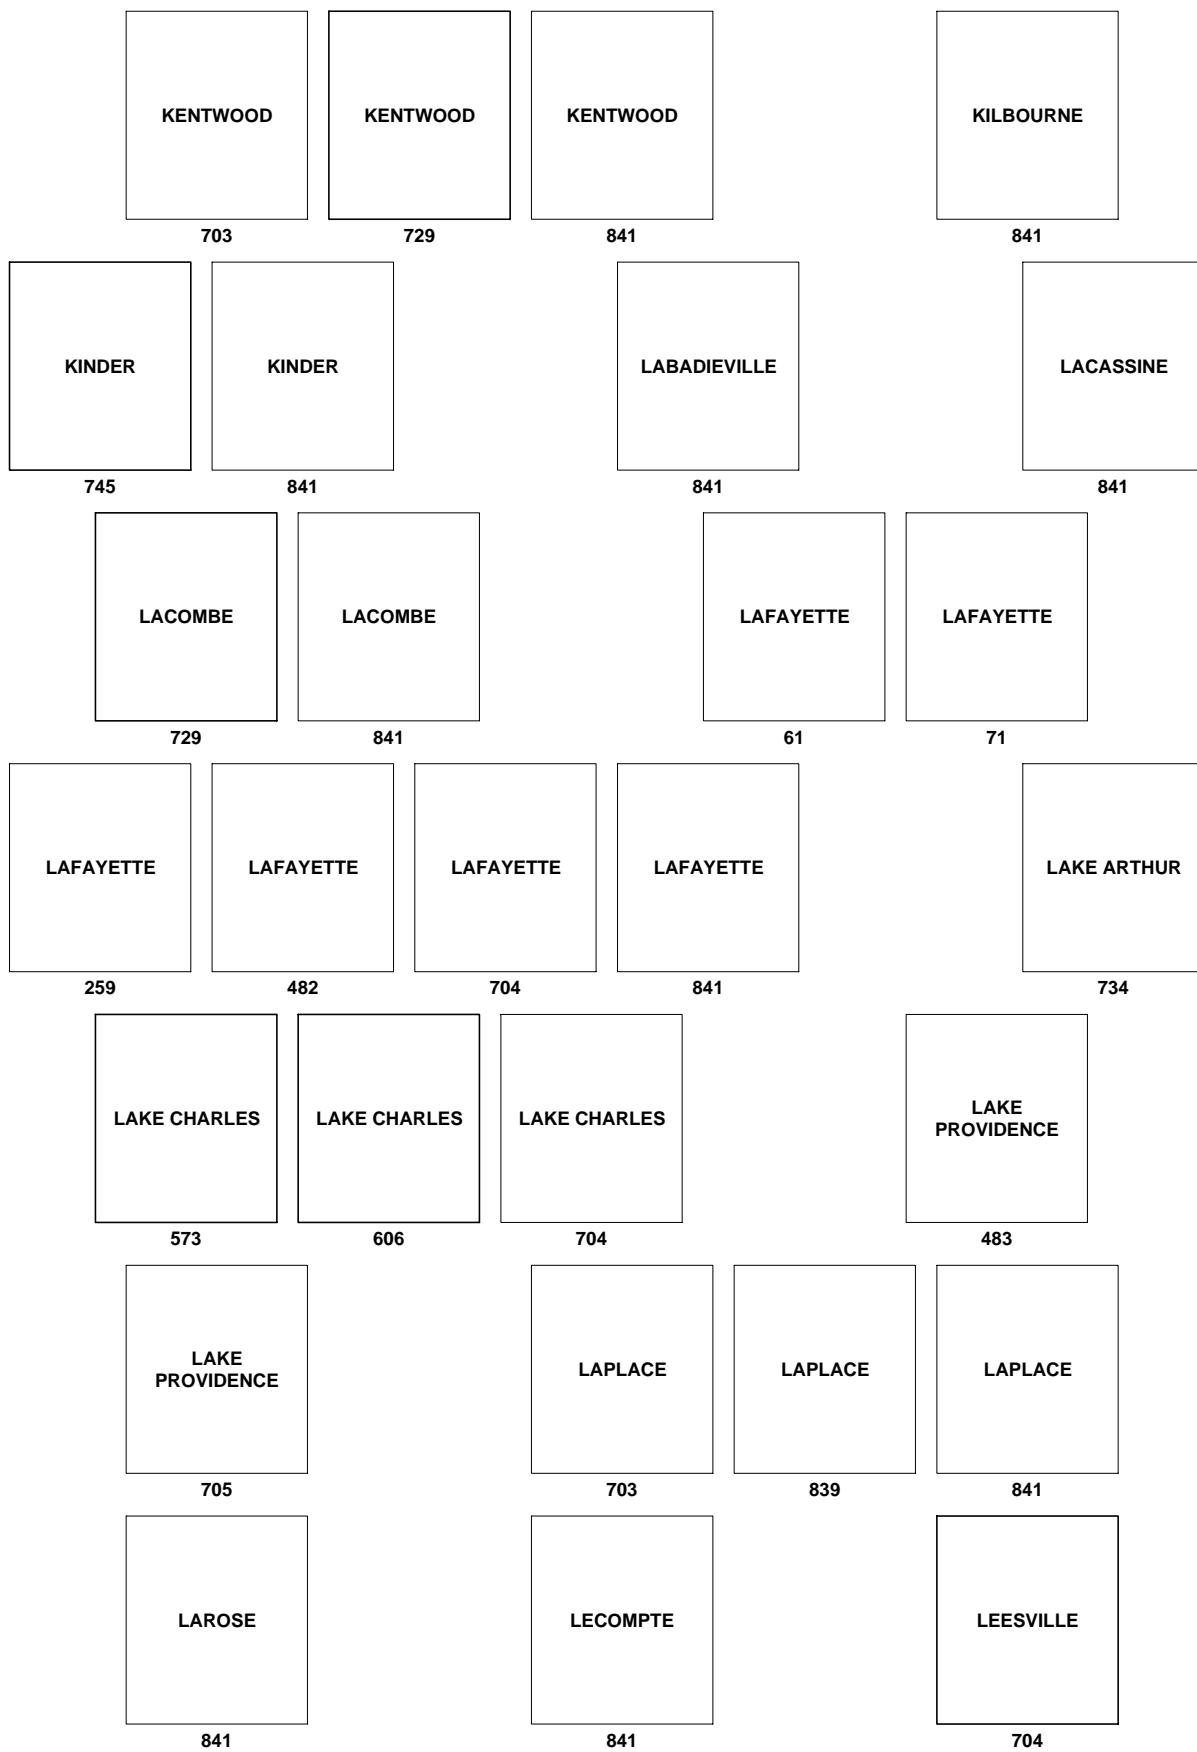 KENTWOOD KENTWOOD KENTWOOD KILBOURNE
703 729 841 841
KINDER KINDER LABADIEVILLE LACASSINE
745 841 841 841
LACOMBE LACOMBE LAFAYETTE LAFAYETTE
729 841 61 71
LAFAYETTE LAFAYETTE LAFAYETTE LAFAYETTE LAKE ARTHUR
259 482 704 841 734
LAKE CHARLES LAKE CHARLES LAKE CHARLES LAKE
PROVIDENCE
573 606 704 483
LAKE
PROVIDENCE LAPLACE LAPLACE LAPLACE
705 703 839 841
LAROSE LECOMPTE LEESVILLE
841 841 704